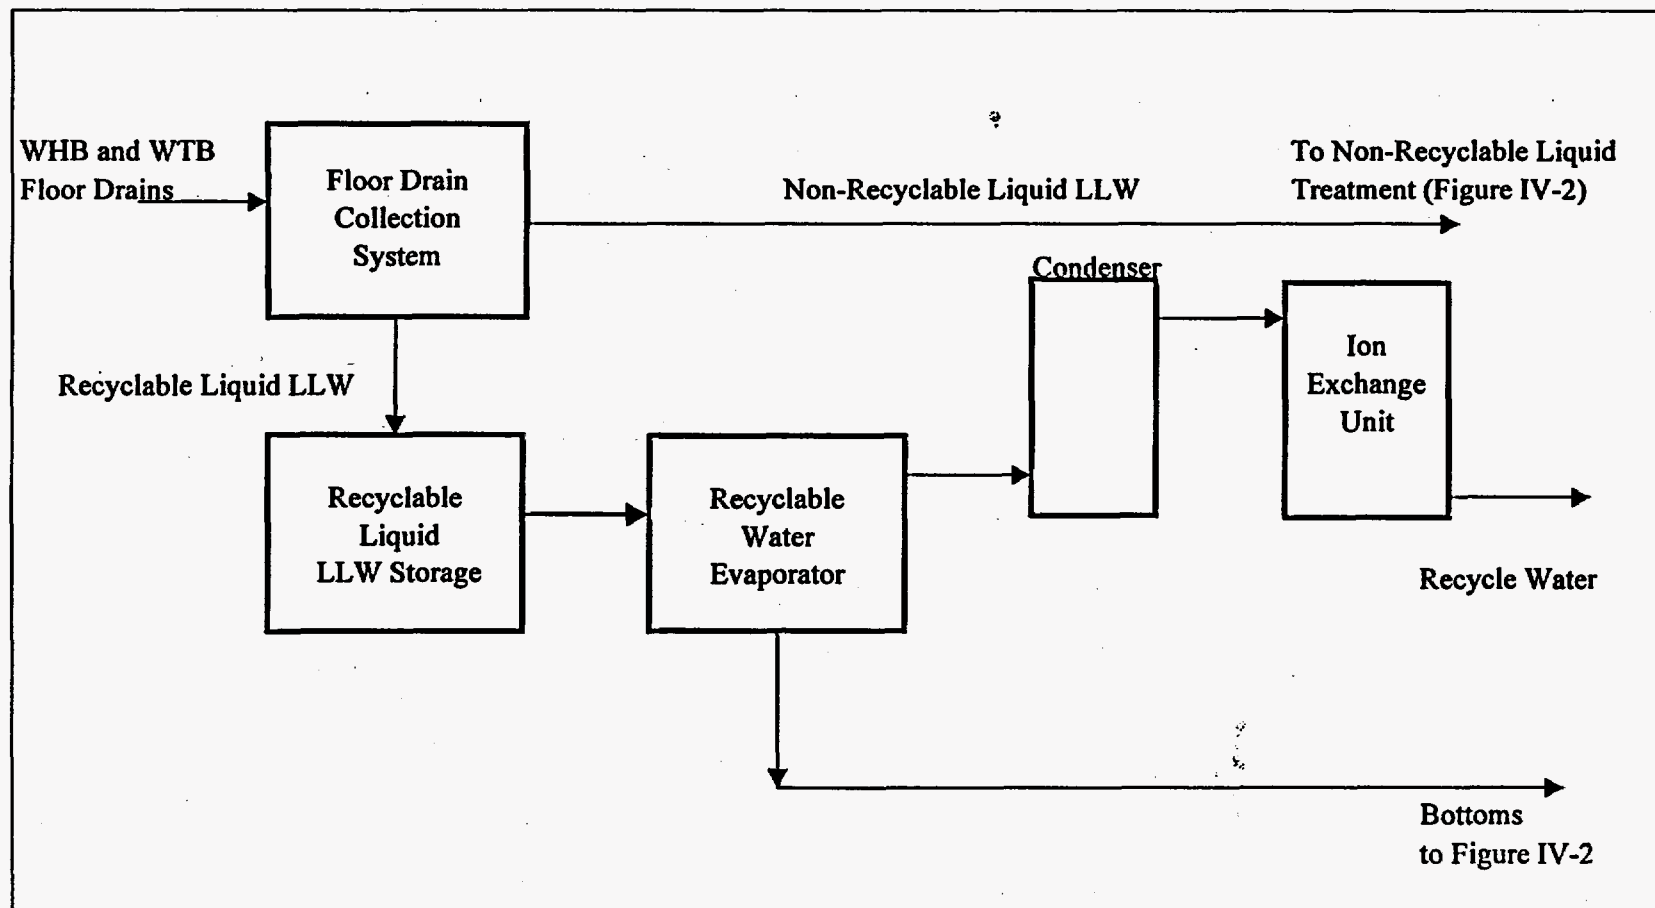 WHB and WTB
Floor Drains
Floor Drain
Collection
System
Non-Recyclable Liquid LLW
To Non-Recyclable Liquid
Treatment (Figure IV-2)
Condenser
Ion
Exchange
Unit
Recyclable Liquid LLW
Recyclable
Liquid
LLW Storage
Recyclable
Water
Evaporator
Recycle Water
Bottoms
to Figure IV-2